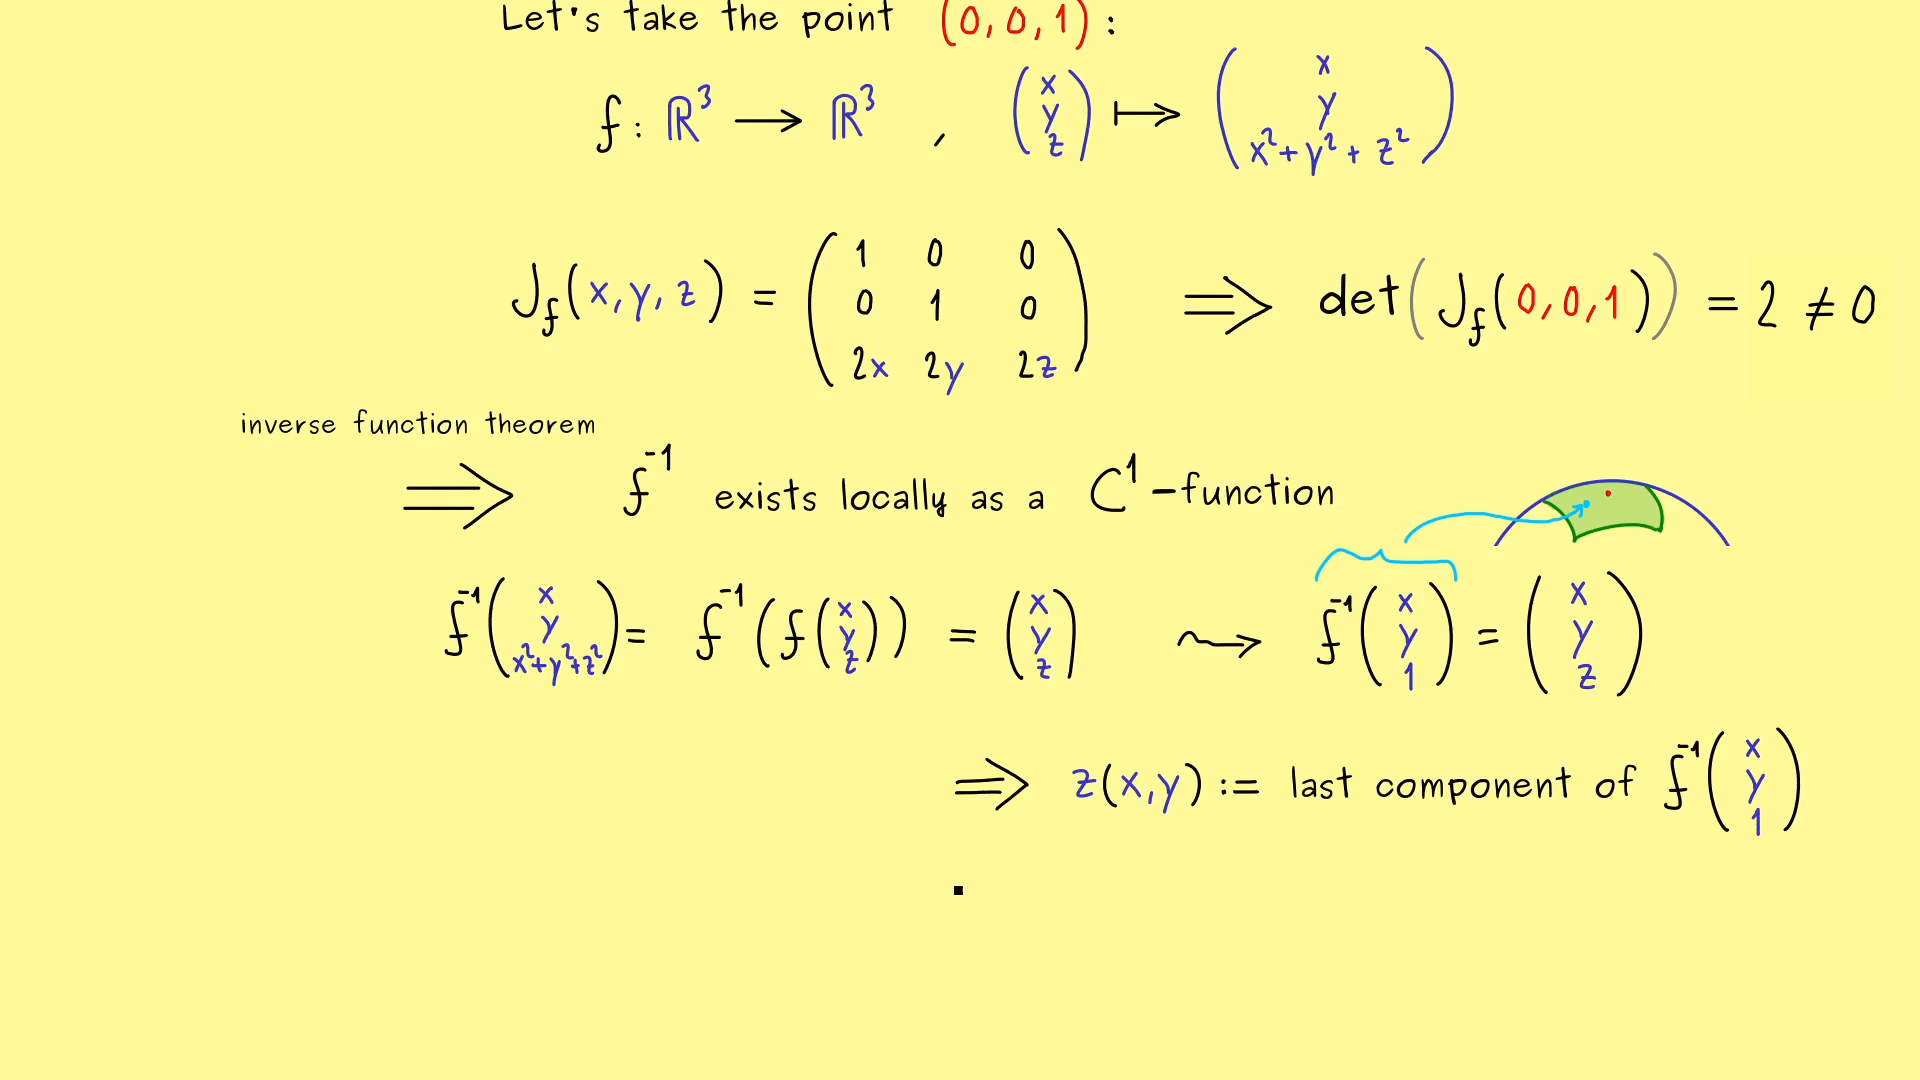 Let's take the point (0, 0, 1) :
f : ℝ³ ⟶ ℝ³ , (x y z) ⟼ (x y x²+y²+z²)
J_f(x, y, z) = (1 0 0
0 1 0
2x 2y 2z) ⟹ det(J_f(0, 0, 1)) = 2 ≠ 0
inverse function theorem
⟹ f⁻¹ exists locally as a C¹-function
f⁻¹(x y x²+y²+z²) = f⁻¹(f(x y z)) = (x y z) ⤳ f⁻¹(x y 1) = (x y z)
⟹ z(x,y) := last component of f⁻¹(x y 1)